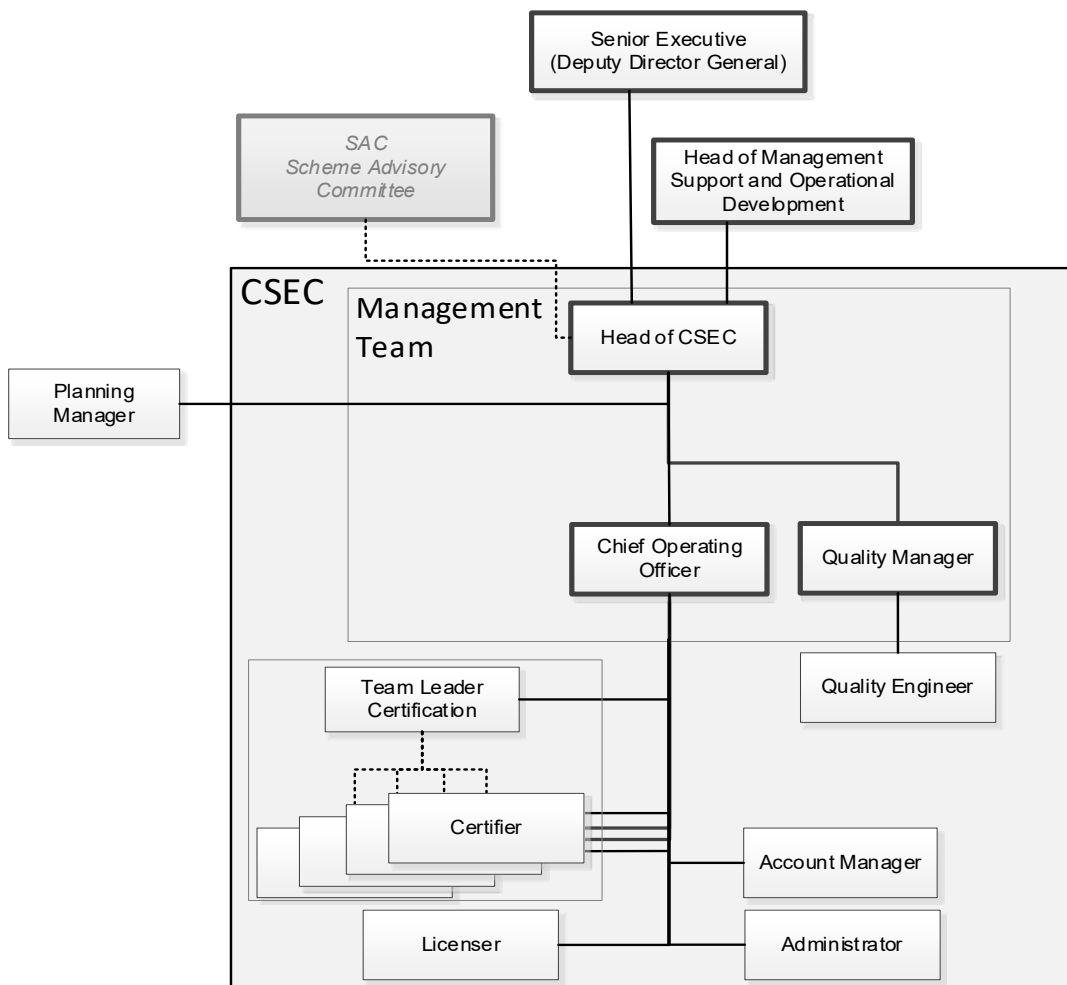 Senior Executive
(Deputy Director General)
SAC
Scheme Advisory
Committee
Head of Management
Support and Operational
Development
CSEC
Management
Team
Head of CSEC
Planning
Manager
Chief Operating
Officer
Quality Manager
Team Leader
Certification
Quality Engineer
Certifier
Account Manager
Licenser
Administrator